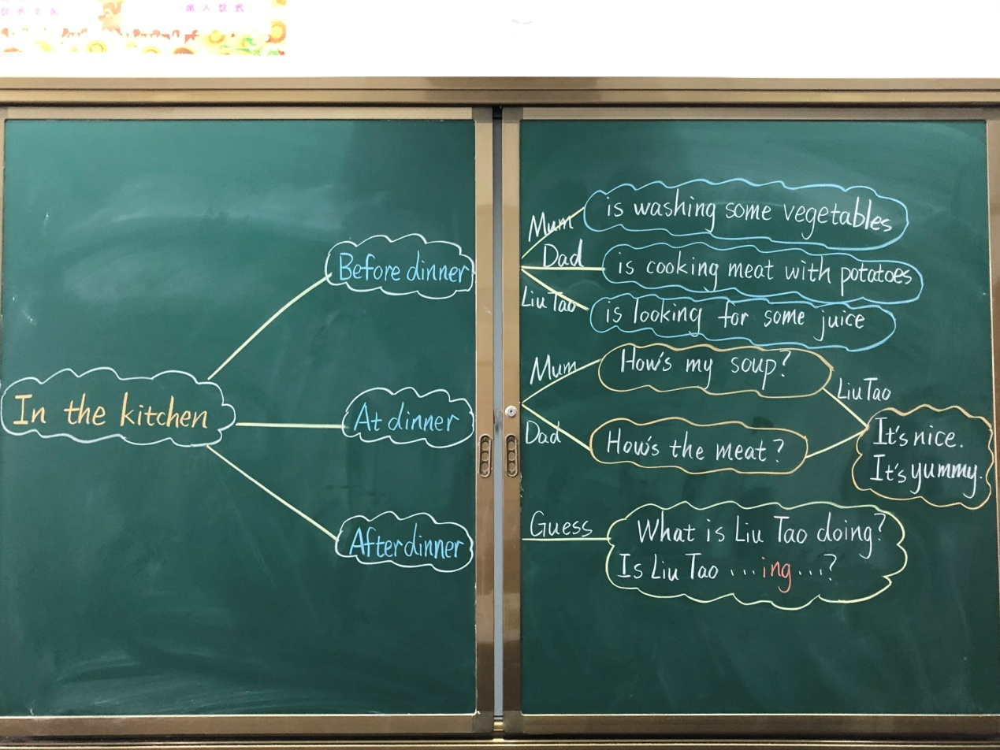 In the kitchen
Before dinner
At dinner
After dinner
Mum
is washing some vegetables
Dad
is cooking meat with potatoes
Liu Tao
is looking for some juice
Mum
How's my soup?
Liu Tao
Dad
How's the meat?
It's nice.
It's yummy.
Guess
What is Liu Tao doing?
Is Liu Tao ...ing...?